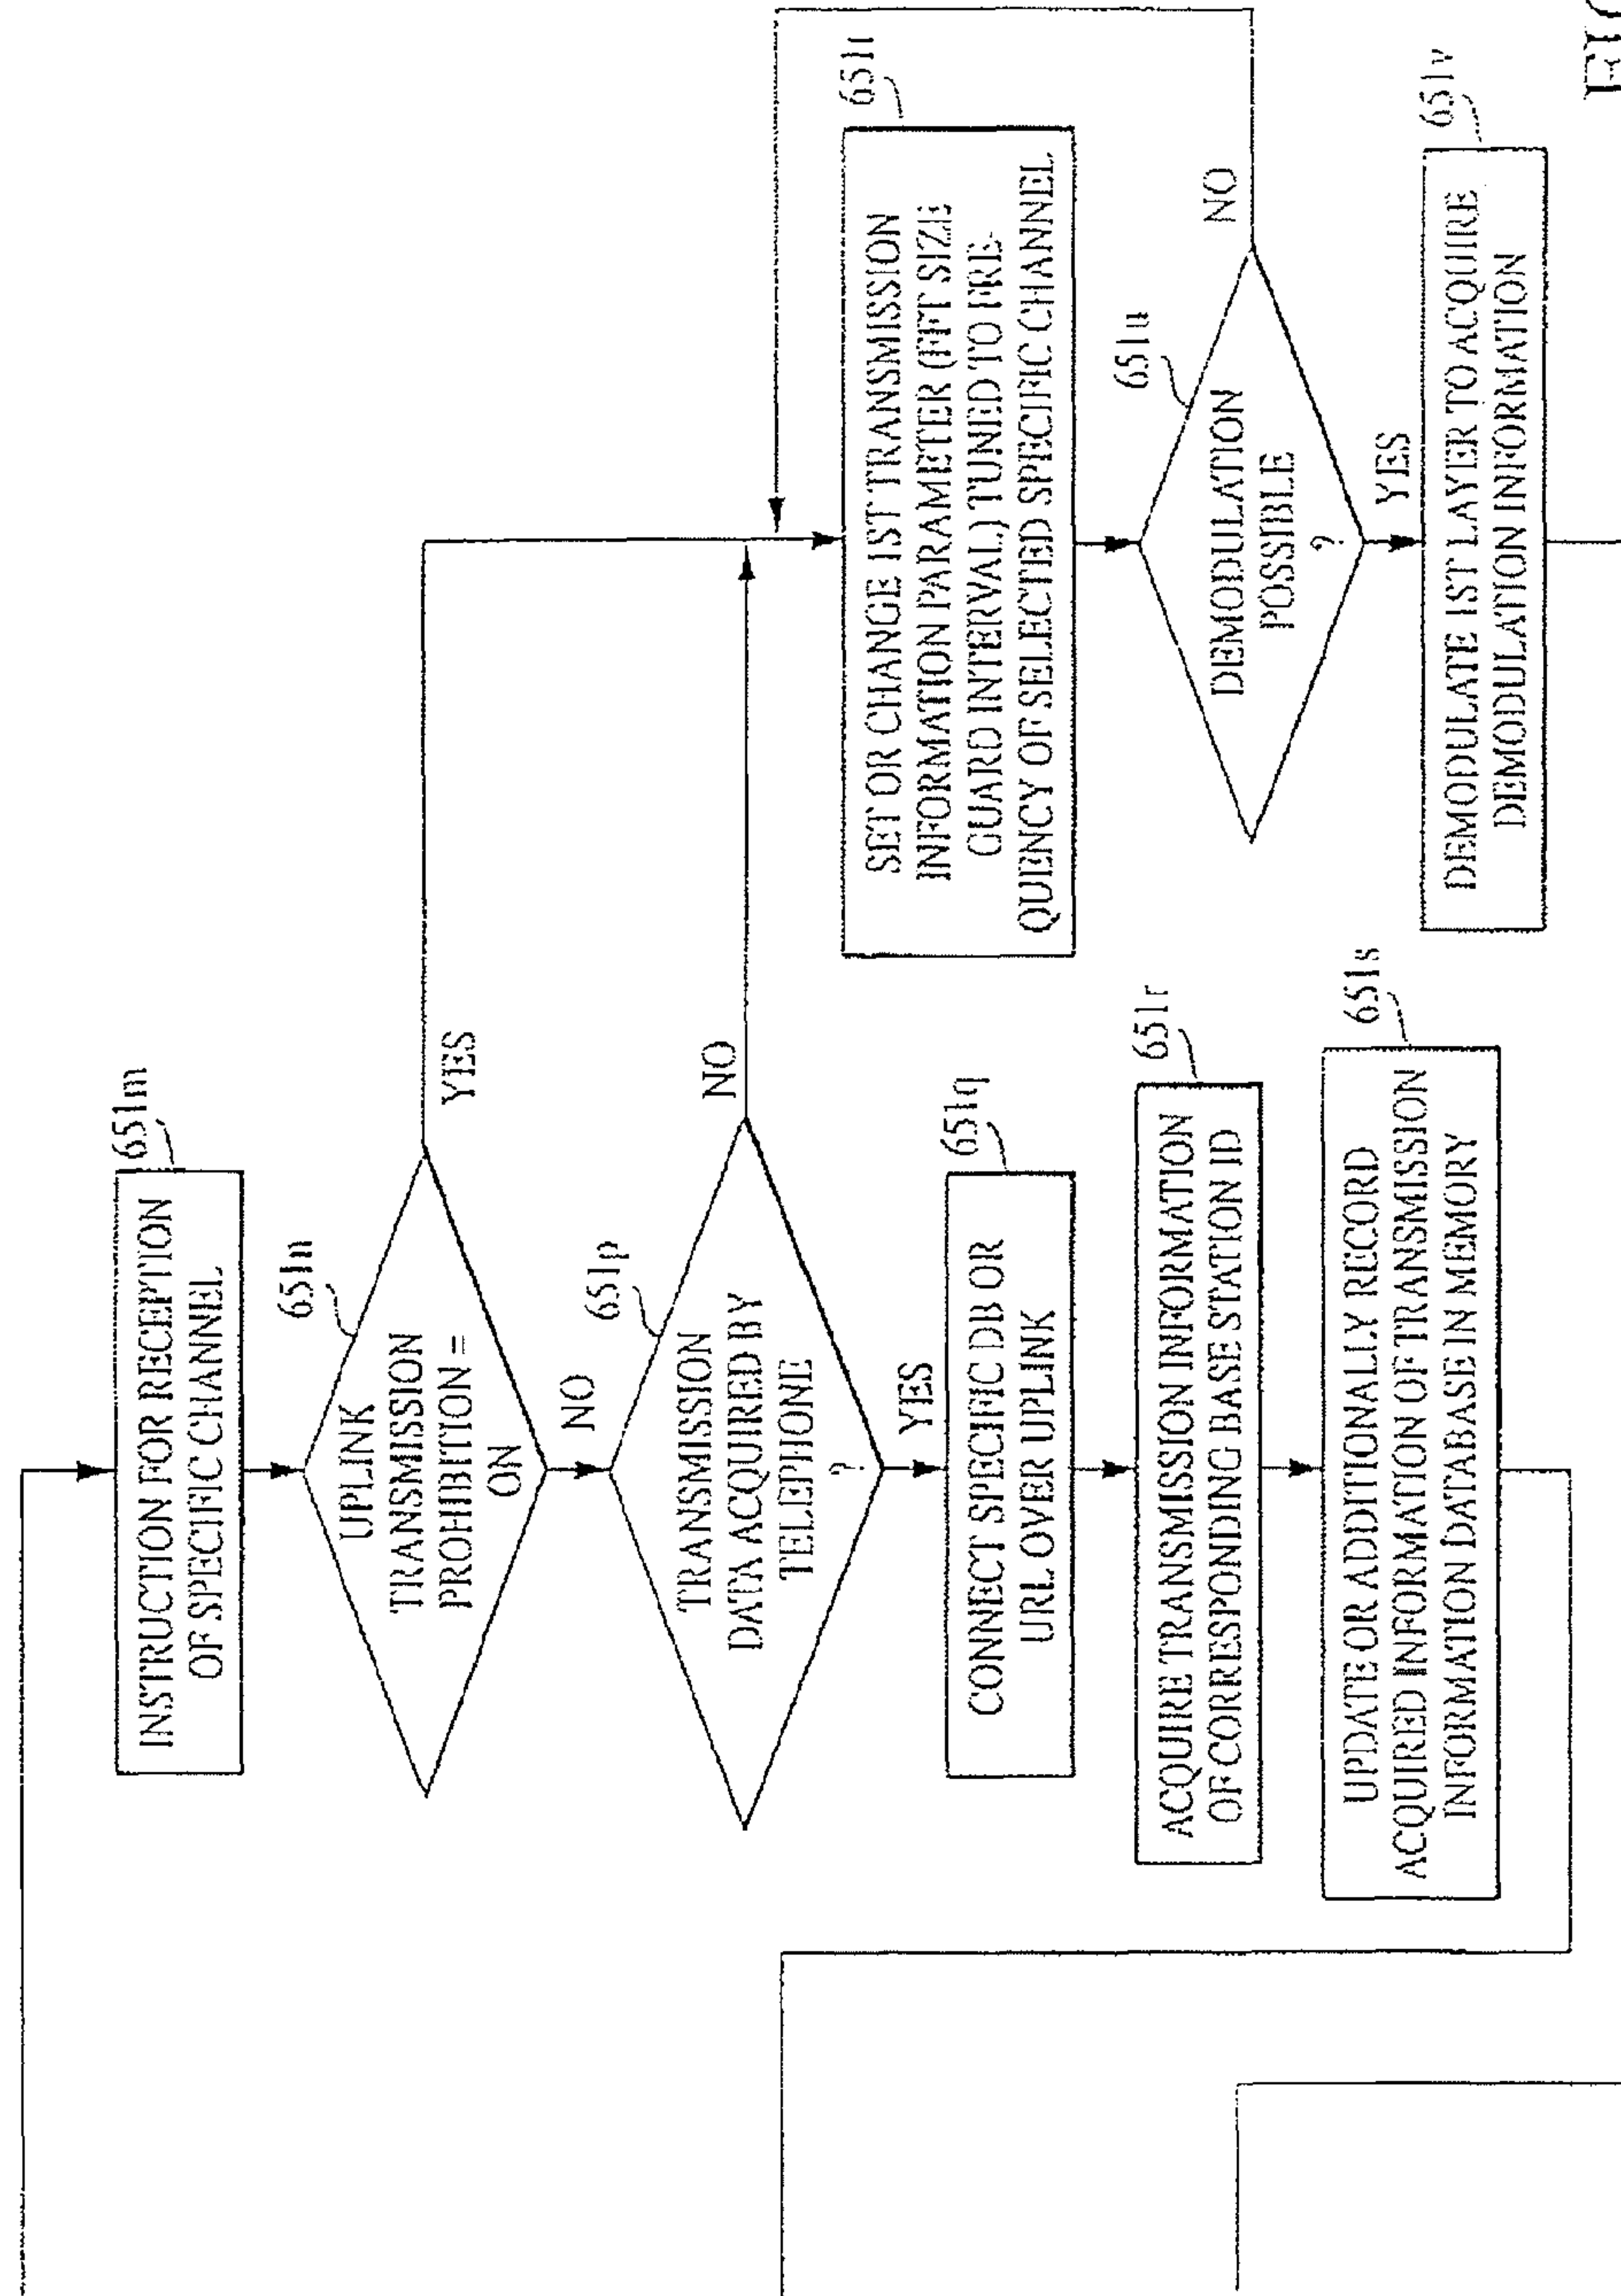 INSTRUCTION FOR RECEPTION
OF SPECIFIC CHANNEL
651m
UPLINK
TRANSMISSION
PROHIBITION =
ON
651n
YES
NO
TRANSMISSION
DATA ACQUIRED BY
TELEPHONE
?
651p
NO
YES
CONNECT SPECIFIC DB OR
URL OVER UPLINK
651q
ACQUIRE TRANSMISSION INFORMATION
OF CORRESPONDING BASE STATION ID
651r
UPDATE OR ADDITIONALLY RECORD
ACQUIRED INFORMATION OF TRANSMISSION
INFORMATION DATABASE IN MEMORY
651s
SET OR CHANGE 1ST TRANSMISSION
INFORMATION PARAMETER (FFT SIZE
GUARD INTERVAL) TUNED TO FRE-
QUENCY OF SELECTED SPECIFIC CHANNEL
651t
DEMODULATION
POSSIBLE
?
651u
NO
YES
DEMODULATE 1ST LAYER TO ACQUIRE
DEMODULATION INFORMATION
651v